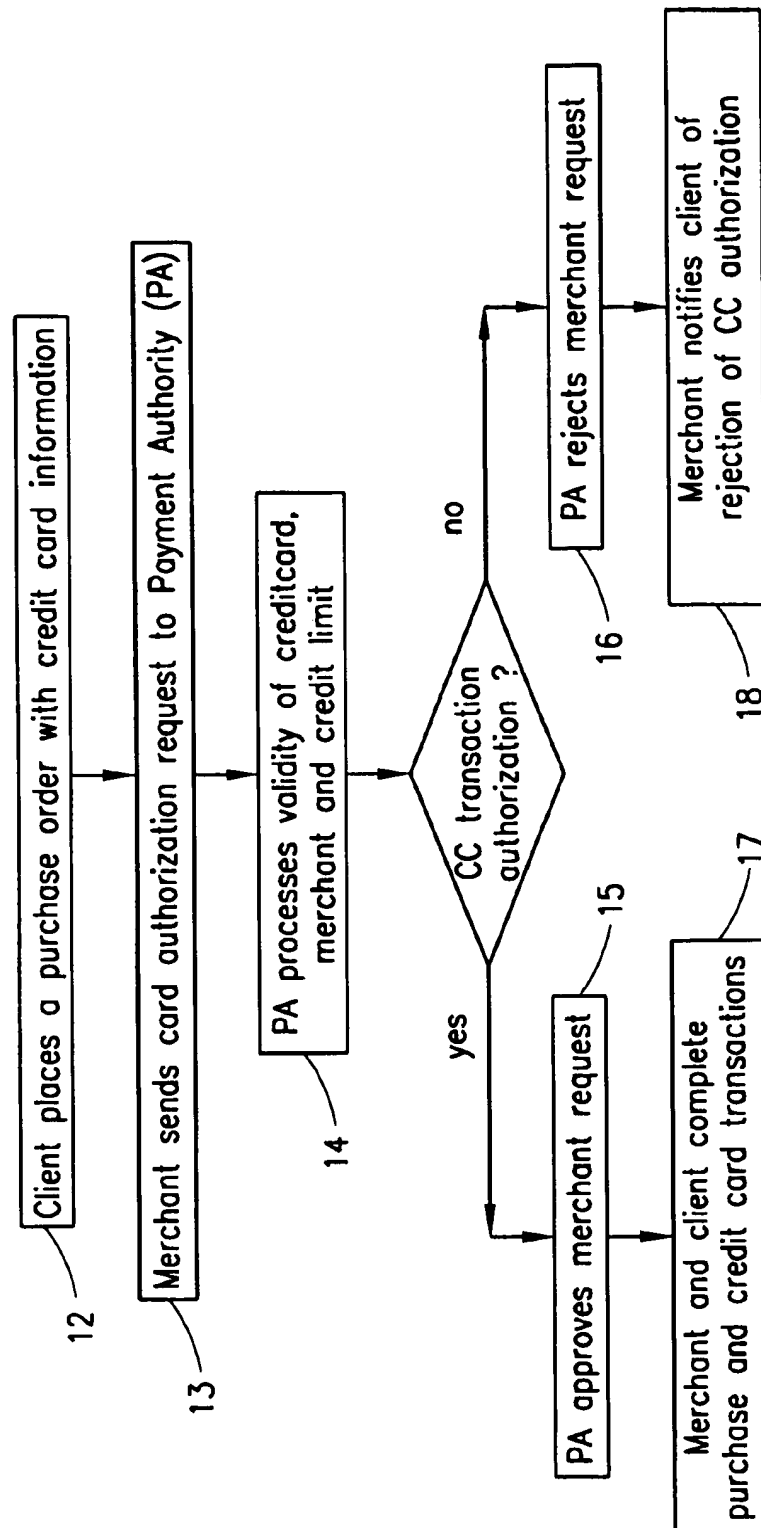 Client places a purchase order with credit card information
12
Merchant sends card authorization request to Payment Authority (PA)
13
PA processes validity of creditcard,
merchant and credit limit
14
CC transaction
authorization ?
yes
no
PA approves merchant request
15
PA rejects merchant request
16
Merchant and client complete
purchase and credit card transactions
17
Merchant notifies client of
rejection of CC authorization
18